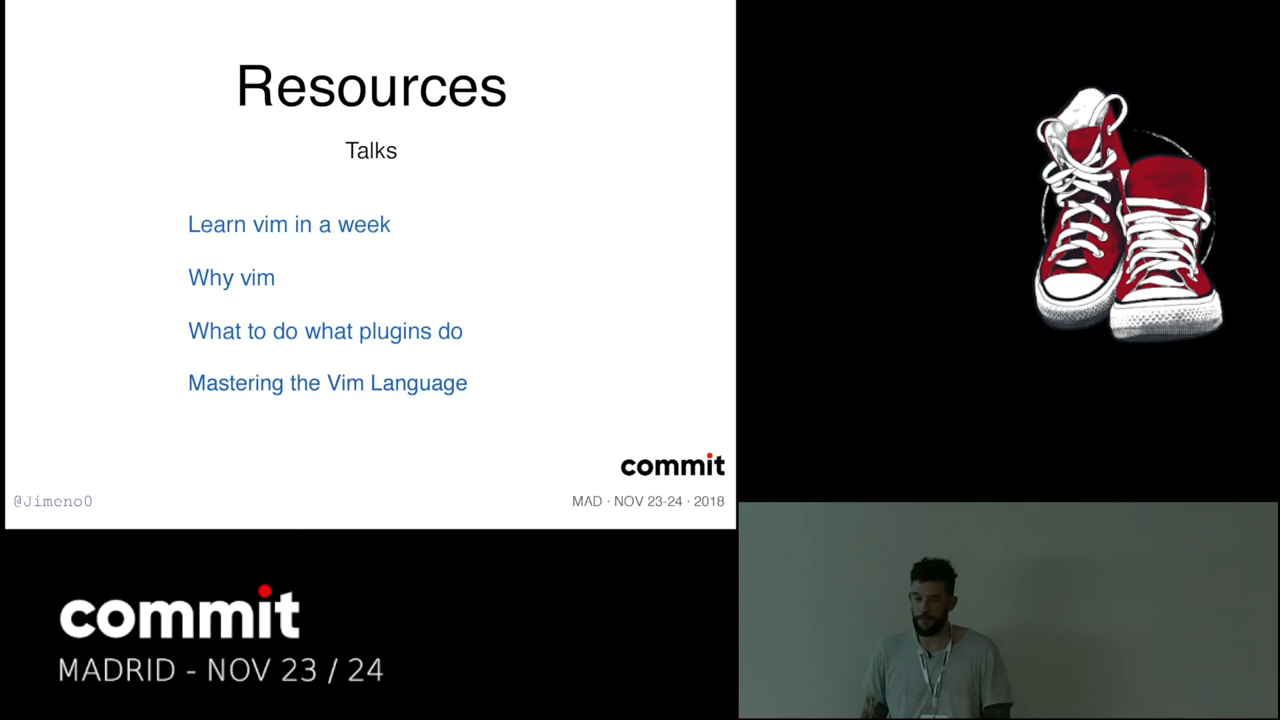 Resources
Talks
Learn vim in a week
Why vim
What to do what plugins do
Mastering the Vim Language
commit
@Jimeno0
MAD · NOV 23-24 · 2018
commit
MADRID - NOV 23 / 24